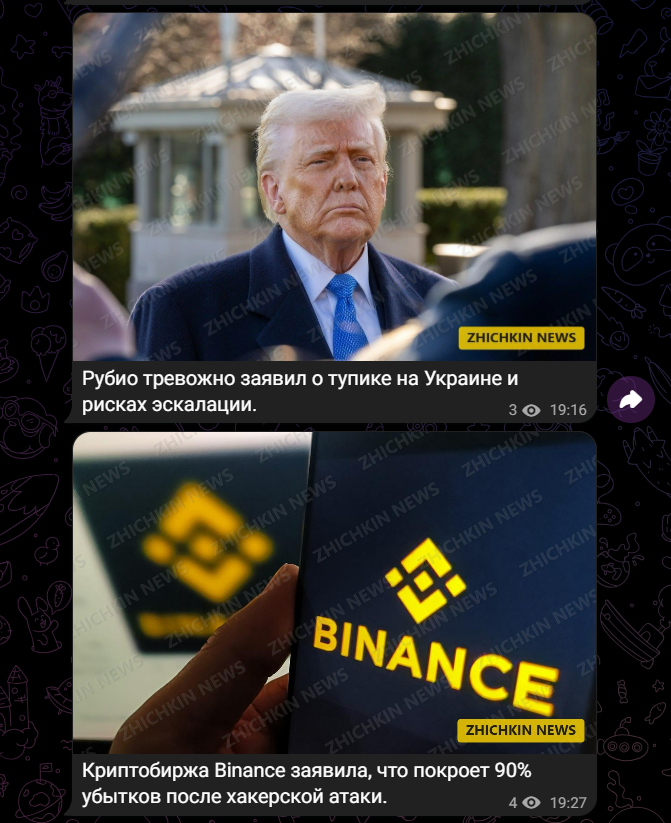 ZHICHKIN NEWS
Рубио тревожно заявил о тупике на Украине и
рисках эскалации.
3 19:16
BINANCE
ZHICHKIN NEWS
Криптобиржа Binance заявила, что покроет 90%
убытков после хакерской атаки.
4 19:27